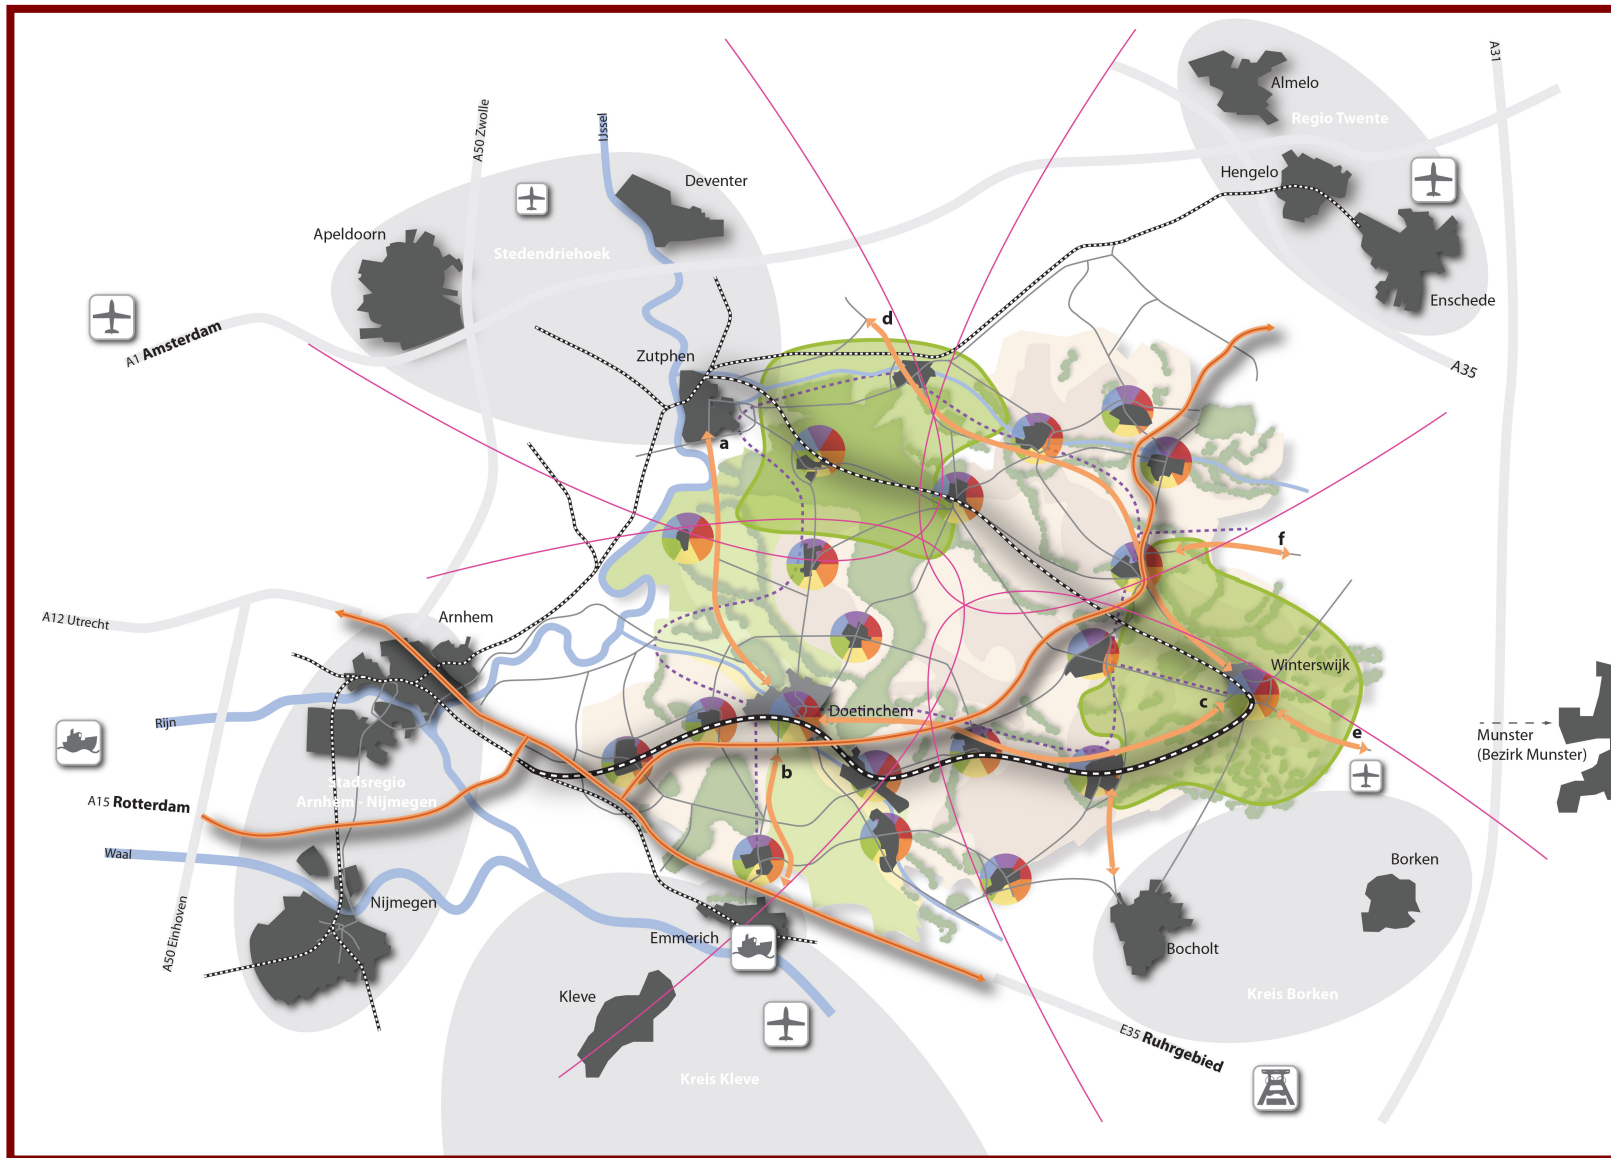 Almelo
Regio Twente
A31
Hengelo
Enschede
A35
A50 Zwolle
IJssel
Deventer
Apeldoorn
Stedendriehoek
A1 Amsterdam
Zutphen
d
a
f
A12 Utrecht
Arnhem
Winterswijk
Doetinchem
c
e
Munster
(Bezirk Munster)
Rijn
b
Stadsregio
Arnhem - Nijmegen
A15 Rotterdam
Waal
Borken
Nijmegen
A50 Einhoven
Emmerich
Bocholt
Kleve
Kreis Borken
E35 Ruhrgebied
Kreis Kleve